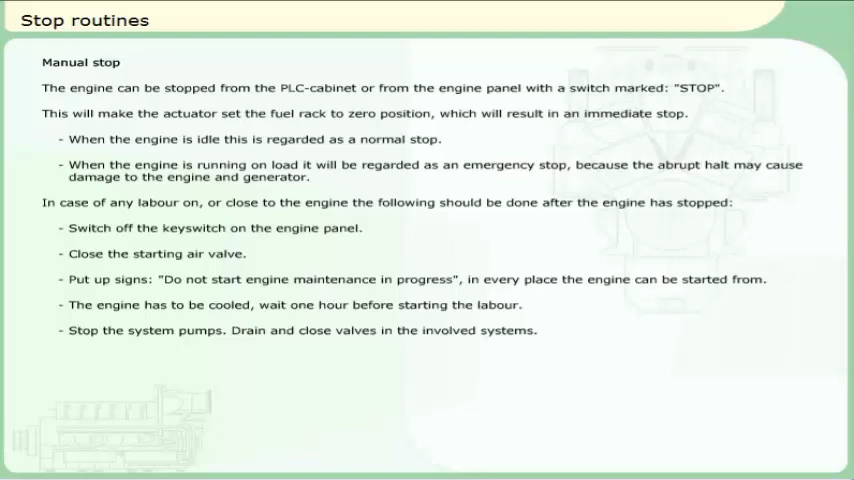 Stop routines
Manual stop
The engine can be stopped from the PLC-cabinet or from the engine panel with a switch marked: "STOP".
This will make the actuator set the fuel rack to zero position, which will result in an immediate stop.
- When the engine is idle this is regarded as a normal stop.
- When the engine is running on load it will be regarded as an emergency stop, because the abrupt halt may cause
damage to the engine and generator.
In case of any labour on, or close to the engine the following should be done after the engine has stopped:
- Switch off the keyswitch on the engine panel.
- Close the starting air valve.
- Put up signs: "Do not start engine maintenance in progress", in every place the engine can be started from.
- The engine has to be cooled, wait one hour before starting the labour.
- Stop the system pumps. Drain and close valves in the involved systems.